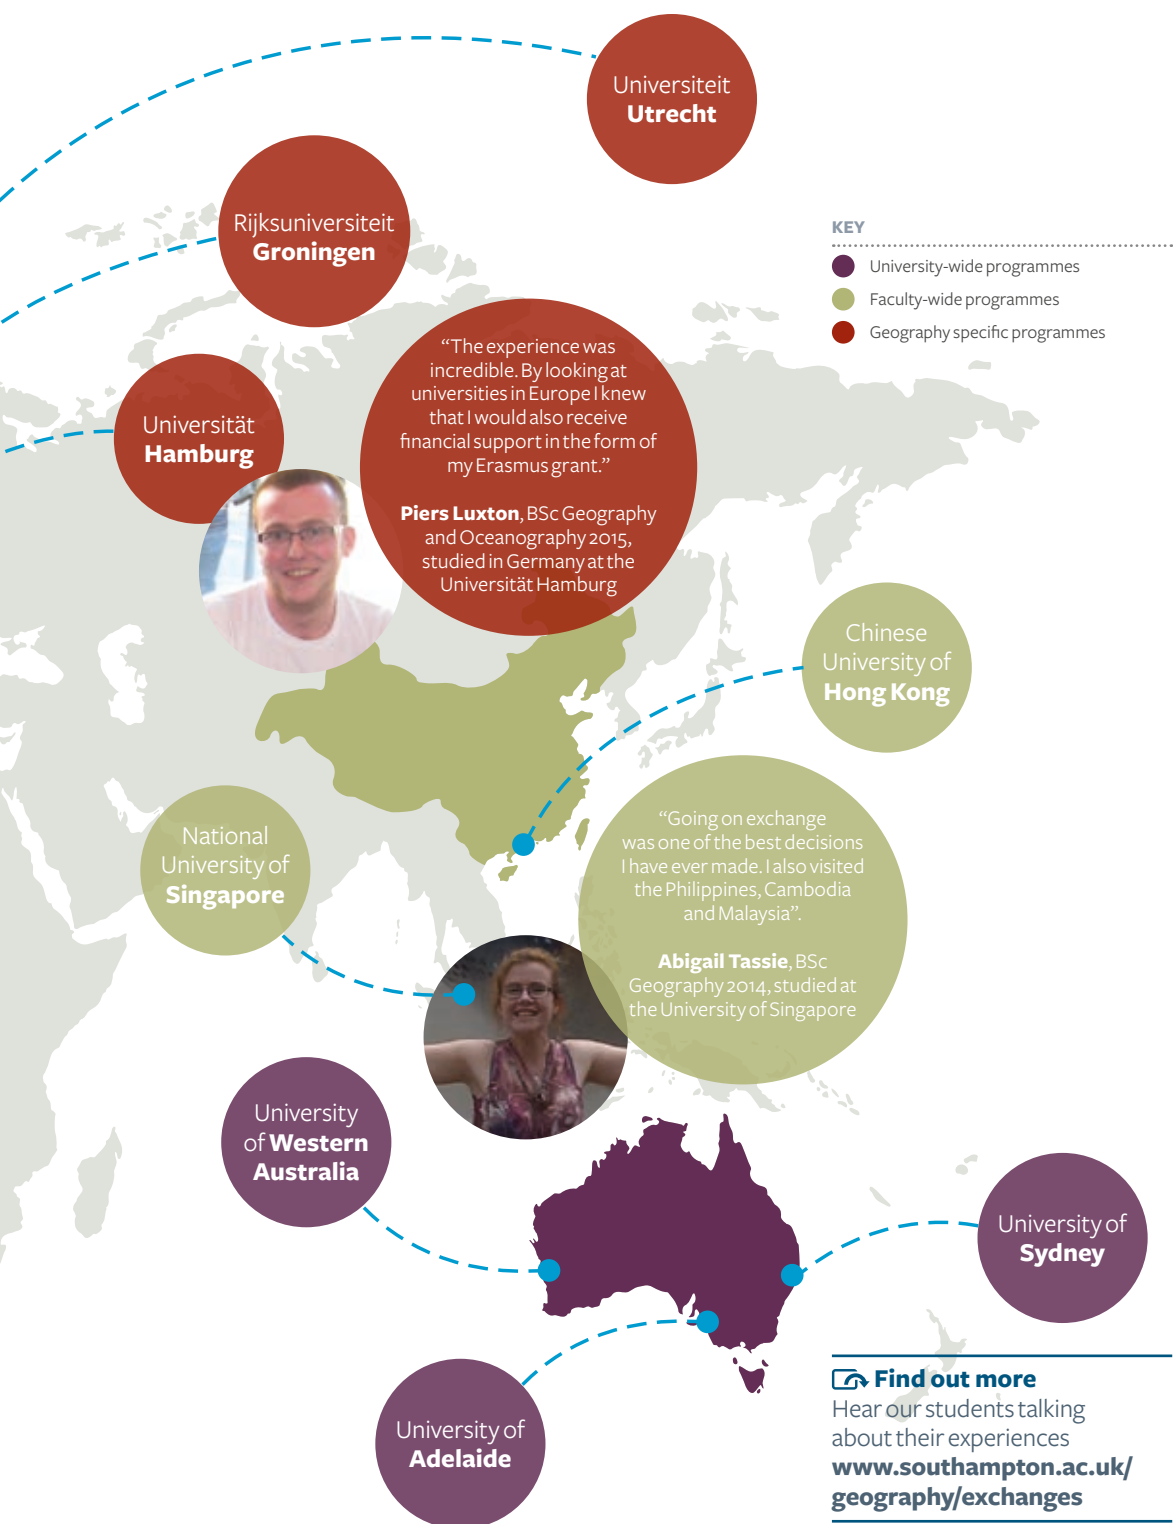 Universiteit
Utrecht
Rijksuniversiteit
Groningen
KEY
University-wide programmes
Faculty-wide programmes
Geography specific programmes
“The experience was
incredible. By looking at
universities in Europe I knew
that I would also receive
financial support in the form of
my Erasmus grant.”
Piers Luxton, BSc Geography
and Oceanography 2015,
studied in Germany at the
Universität Hamburg
Universität
Hamburg
Chinese
University of
Hong Kong
National
University of
Singapore
“Going on exchange
was one of the best decisions
I have ever made. I also visited
the Philippines, Cambodia
and Malaysia”.
Abigail Tassie, BSc
Geography 2014, studied at
the University of Singapore
University
of Western
Australia
University of
Sydney
University of
Adelaide
Find out more
Hear our students talking
about their experiences
www.southampton.ac.uk/
geography/exchanges